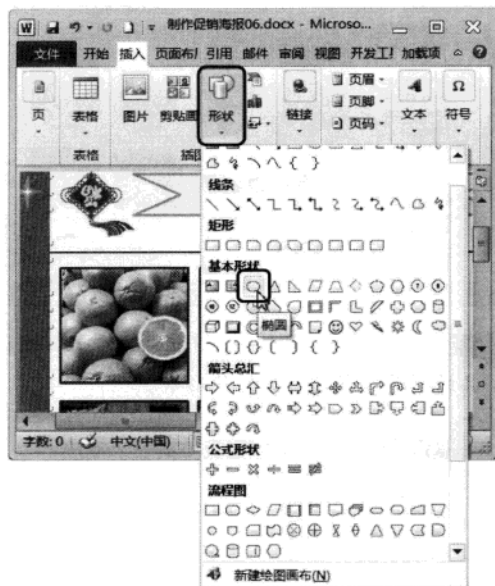 制作促销海报06.docx - Microso...
文件 开始 插入 页面布/ 引用 邮件 审阅 视图 开发工! 加载项
页 表格 图片 剪贴画 形状 链接 页眉 页脚 页码 文本 符号
表格 插图
线条
矩形
基本形状
椭圆
箭头总汇
公式形状
流程图
新建绘图画布(N)
字数: 0 中文(中国)